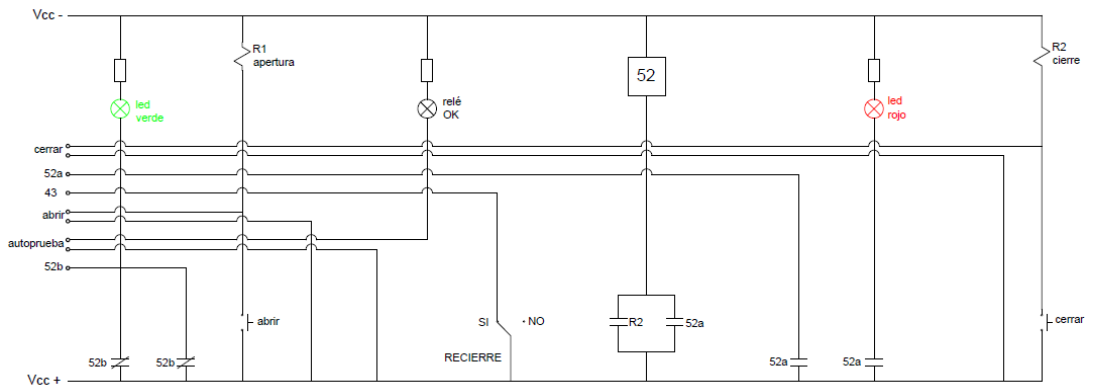 Vcc -
R1
apertura
R2
cierre
52
led
verde
relé
OK
led
rojo
cerrar
52a
43
abrir
autoprueba
52b
abrir
SI
· NO
R2
52a
cerrar
RECIERRE
52b
52b
52a
52a
Vcc +